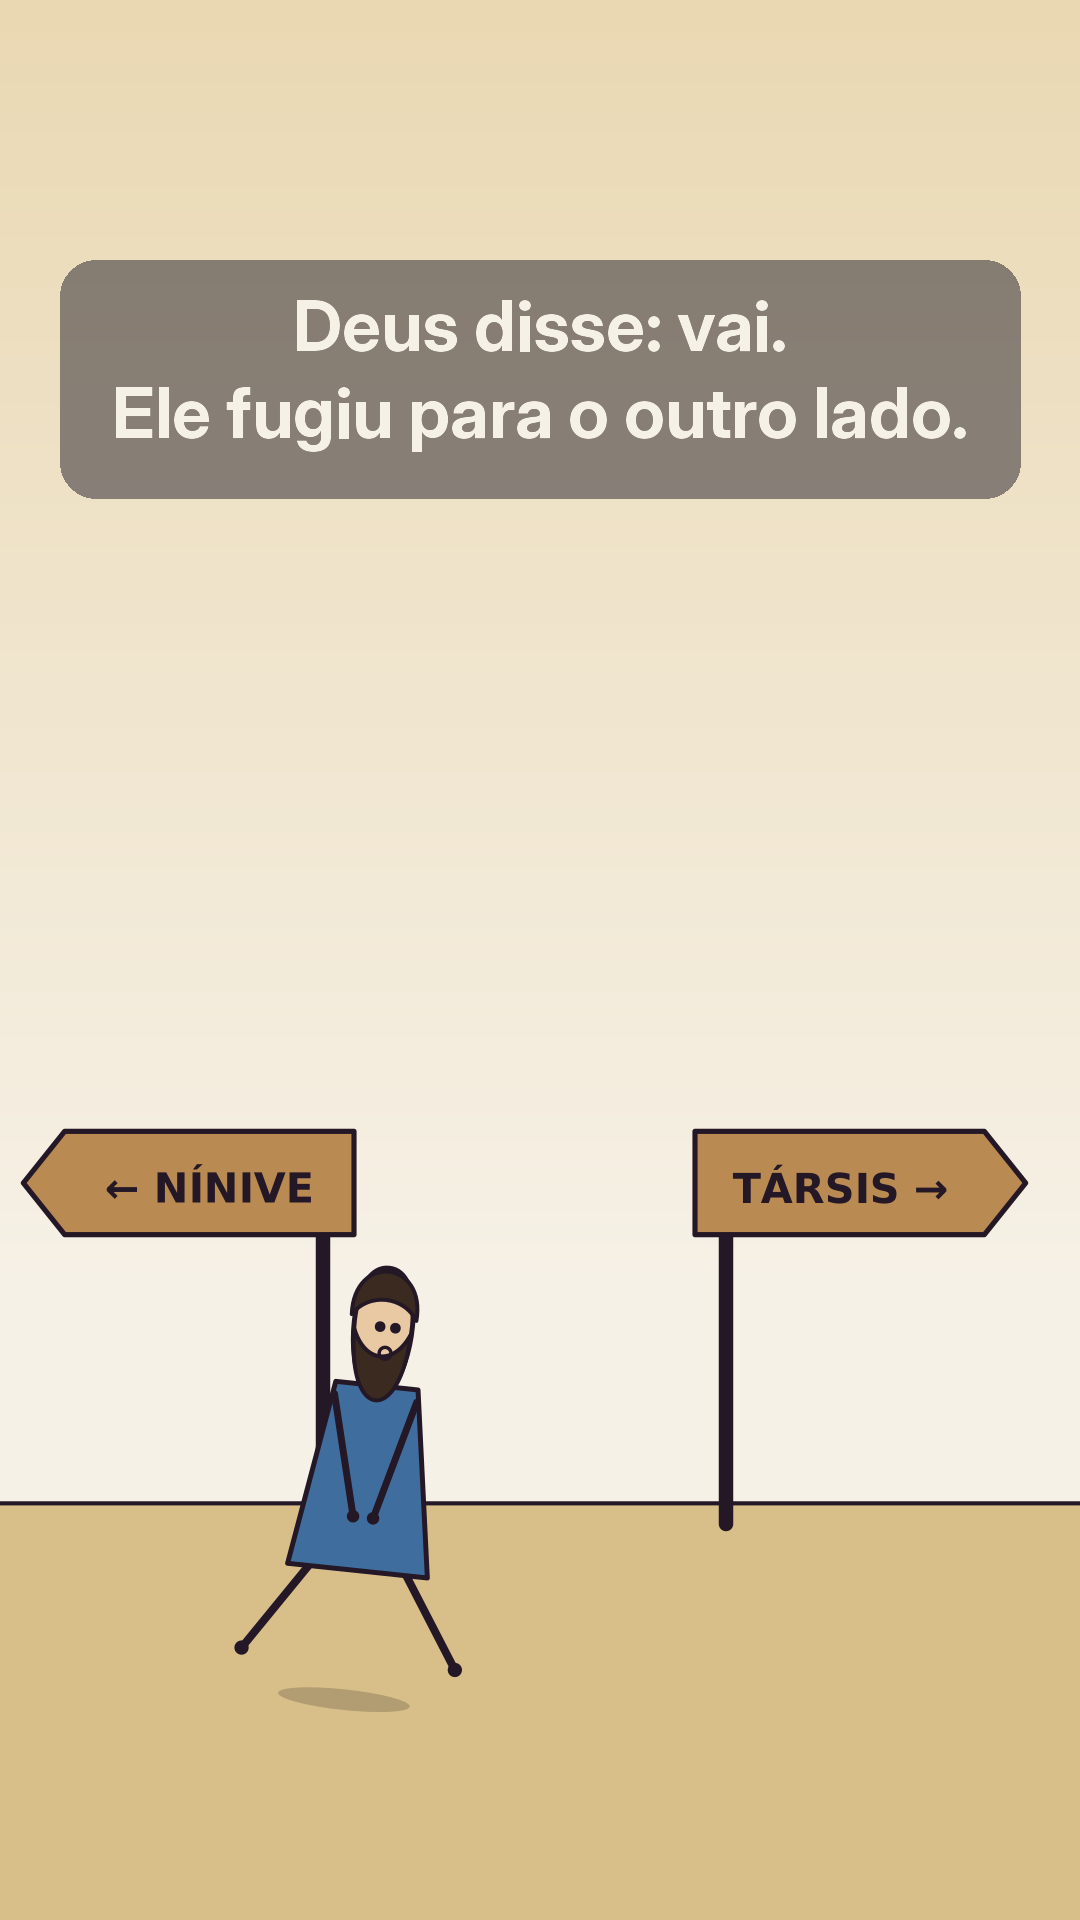 Deus disse: vai.
Ele fugiu para o outro lado.
← NÍNIVE
TÁRSIS →